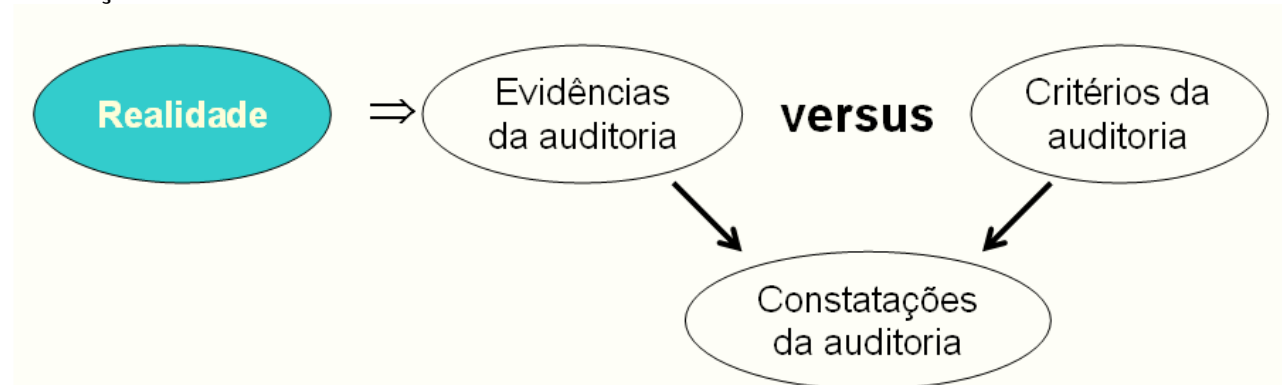 Realidade
⇒
Evidências
da auditoria
versus
Critérios da
auditoria
Constatações
da auditoria